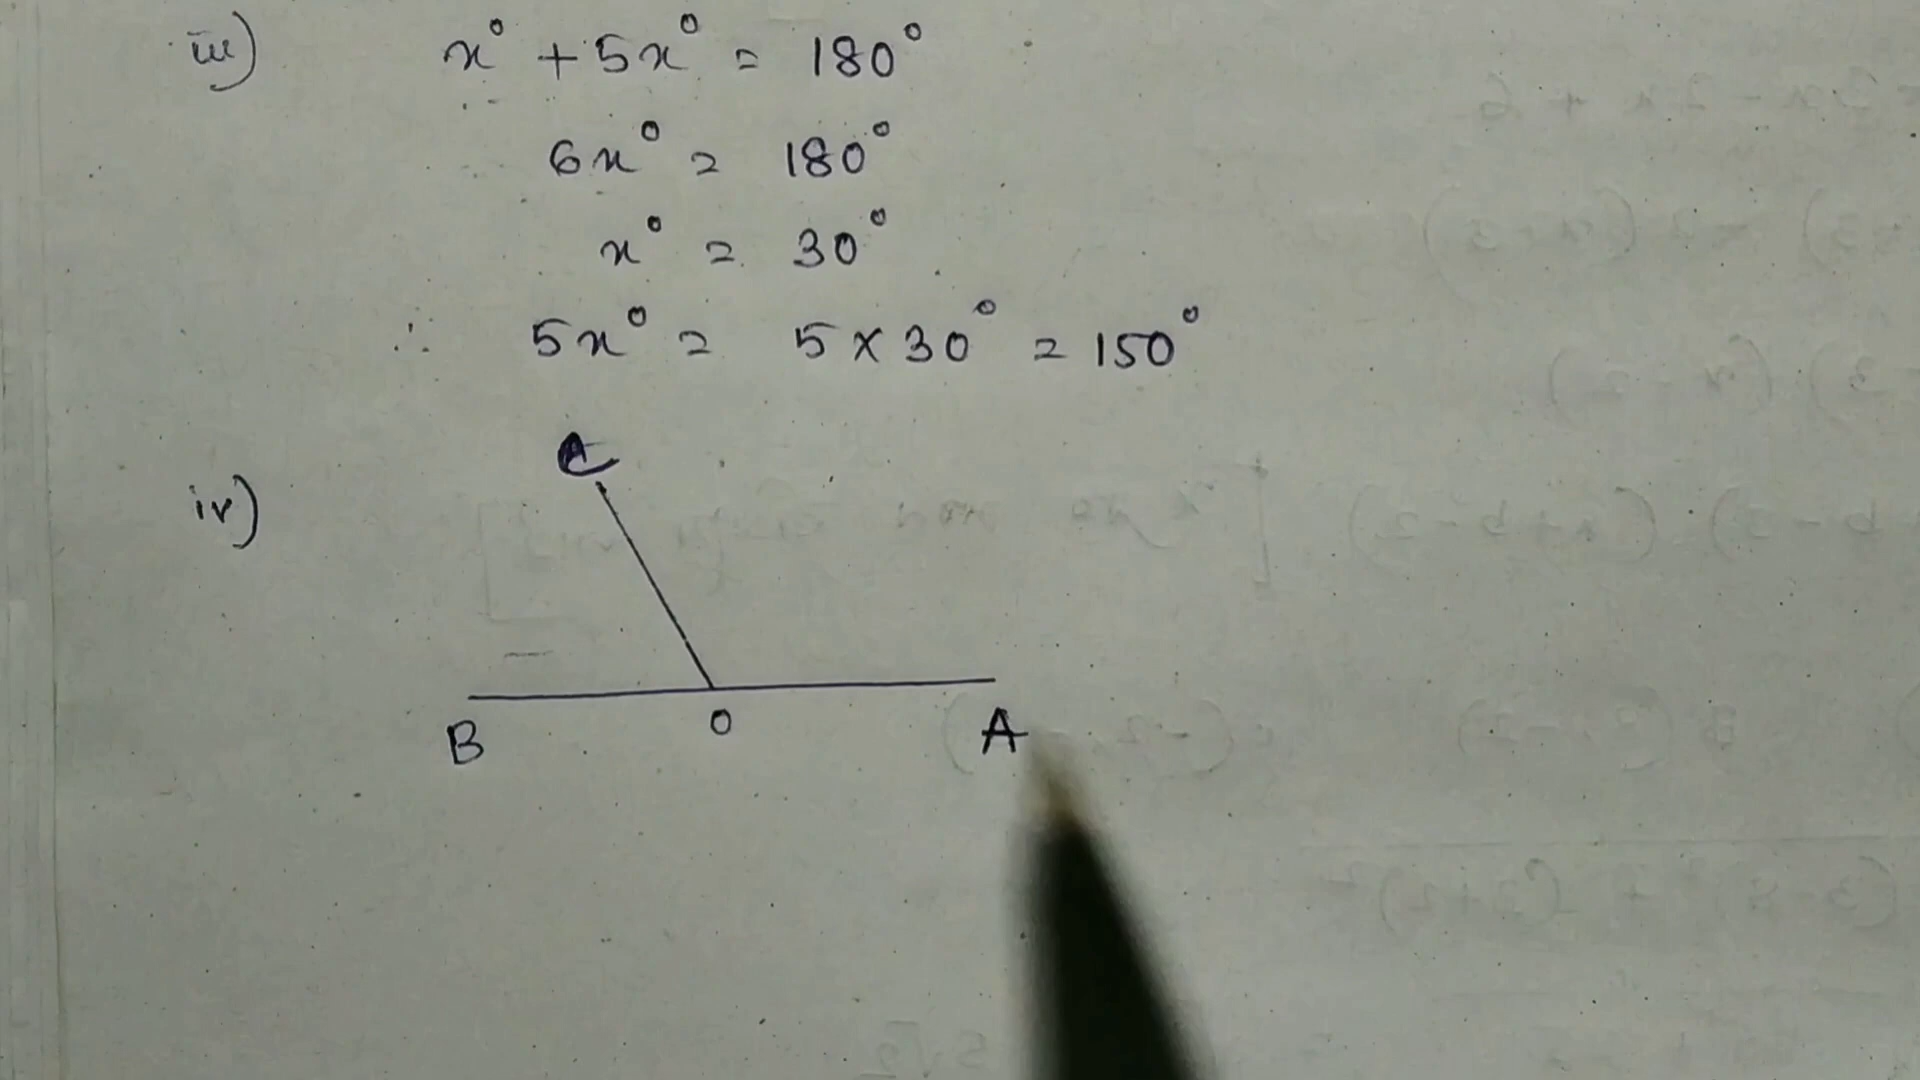 iii) x° + 5x° = 180°
6x° = 180°
x° = 30°
∴ 5x° = 5 × 30° = 150°
C
iv)
B O A